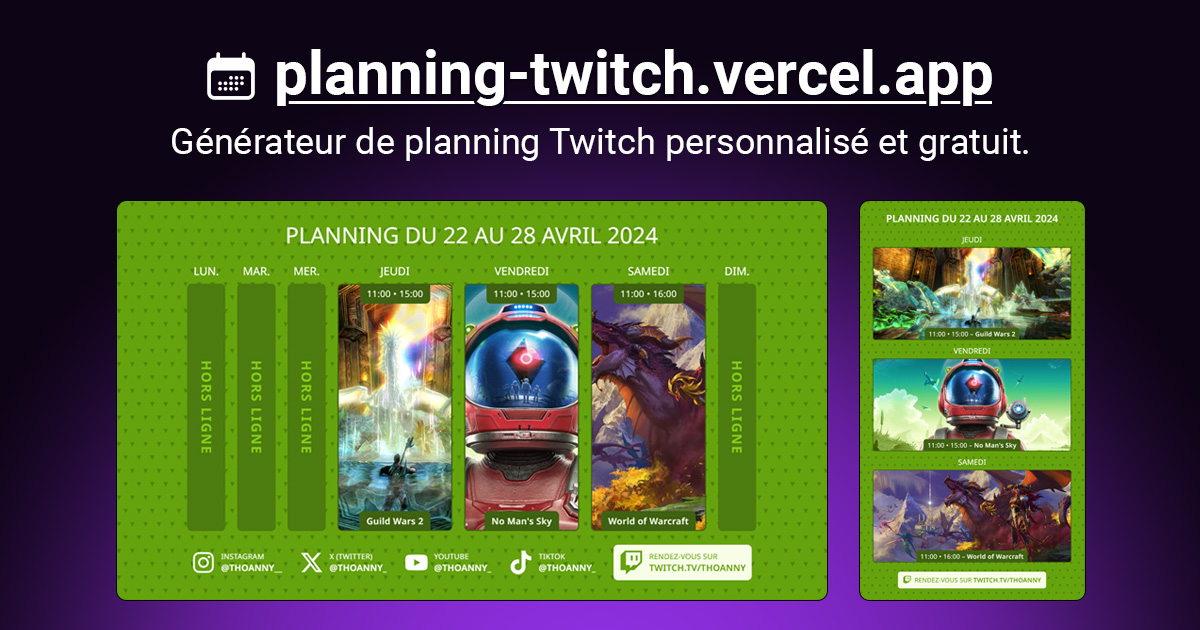 planning-twitch.vercel.app
Générateur de planning Twitch personnalisé et gratuit.
PLANNING DU 22 AU 28 AVRIL 2024
LUN. MAR. MER. JEUDI VENDREDI SAMEDI DIM.
11:00 • 15:00 11:00 • 15:00 11:00 • 16:00
HORS LIGNE HORS LIGNE HORS LIGNE HORS LIGNE
Guild Wars 2 No Man's Sky World of Warcraft
INSTAGRAM X (TWITTER) YOUTUBE TIKTOK RENDEZ-VOUS SUR
@THOANNY__ @THOANNY_ @THOANNY_ @THOANNY_ TWITCH.TV/THOANNY
PLANNING DU 22 AU 28 AVRIL 2024
JEUDI
11:00 • 15:00 – Guild Wars 2
VENDREDI
11:00 • 15:00 – No Man's Sky
SAMEDI
11:00 • 16:00 – World of Warcraft
RENDEZ-VOUS SUR TWITCH.TV/THOANNY